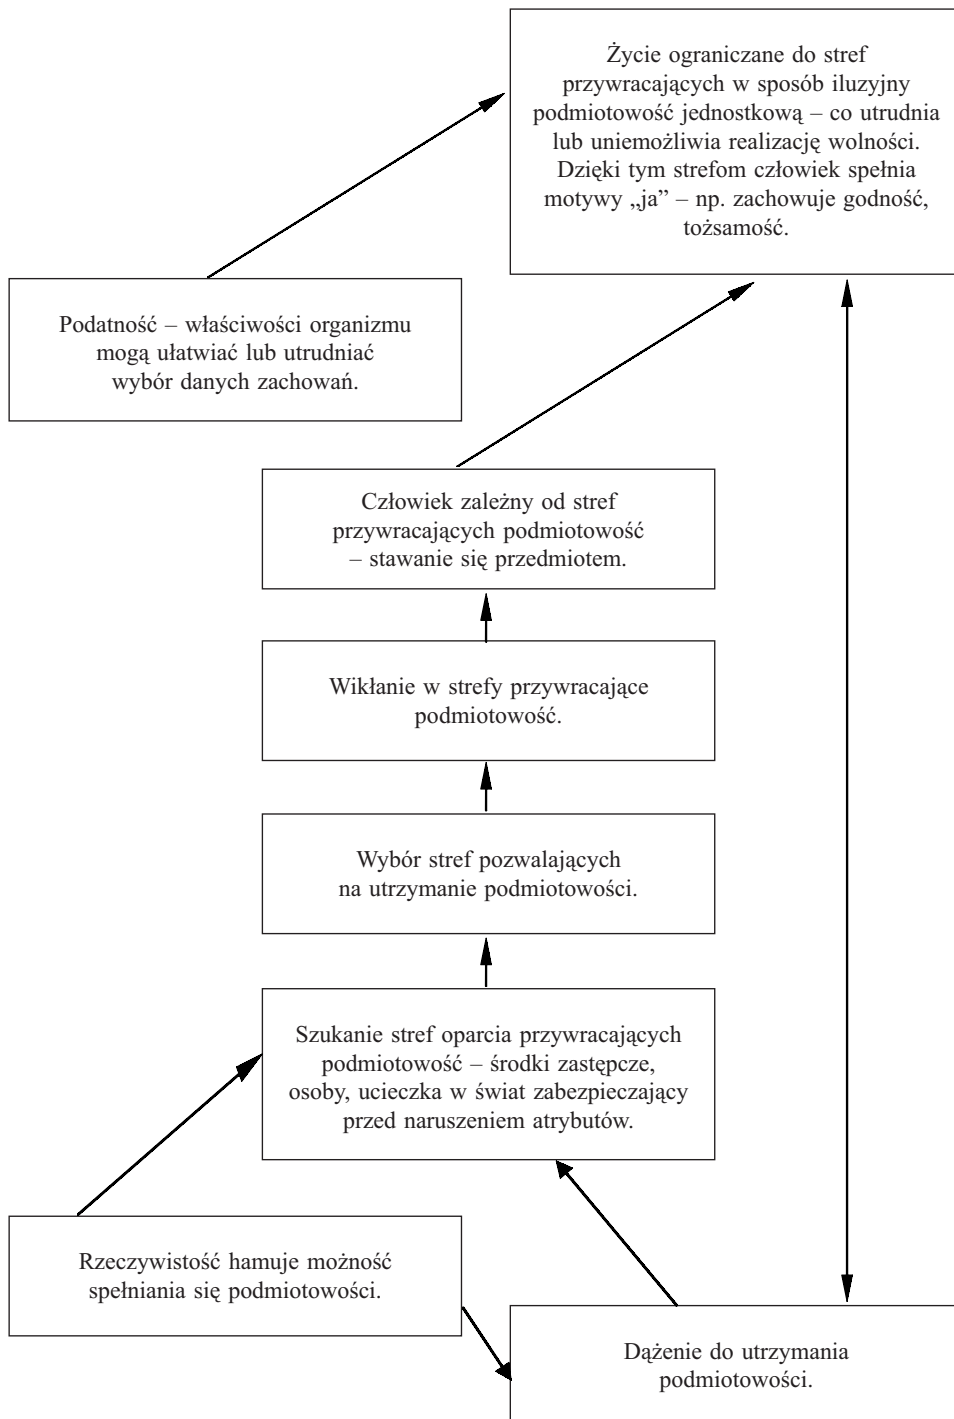 Życie ograniczane do stref
przywracających w sposób iluzyjny
podmiotowość jednostkową – co utrudnia
lub uniemożliwia realizację wolności.
Dzięki tym strefom człowiek spełnia
motywy „ja” – np. zachowuje godność,
tożsamość.
Podatność – właściwości organizmu
mogą ułatwiać lub utrudniać
wybór danych zachowań.
Człowiek zależny od stref
przywracających podmiotowość
– stawanie się przedmiotem.
Wikłanie w strefy przywracające
podmiotowość.
Wybór stref pozwalających
na utrzymanie podmiotowości.
Szukanie stref oparcia przywracających
podmiotowość – środki zastępcze,
osoby, ucieczka w świat zabezpieczający
przed naruszeniem atrybutów.
Rzeczywistość hamuje możność
spełniania się podmiotowości.
Dążenie do utrzymania
podmiotowości.